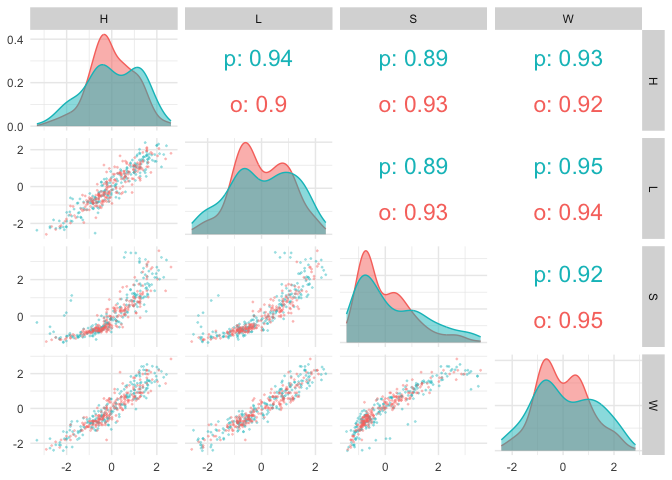 H L S W
0.4
p: 0.94 p: 0.89 p: 0.93
0.2
H
o: 0.9 o: 0.93 o: 0.92
0.0
2
p: 0.89 p: 0.95
0
L
o: 0.93 o: 0.94
-2
2
p: 0.92
S
0
o: 0.95
2
0
W
-2
-2 0 2 -2 0 2 0 2 -2 0 2